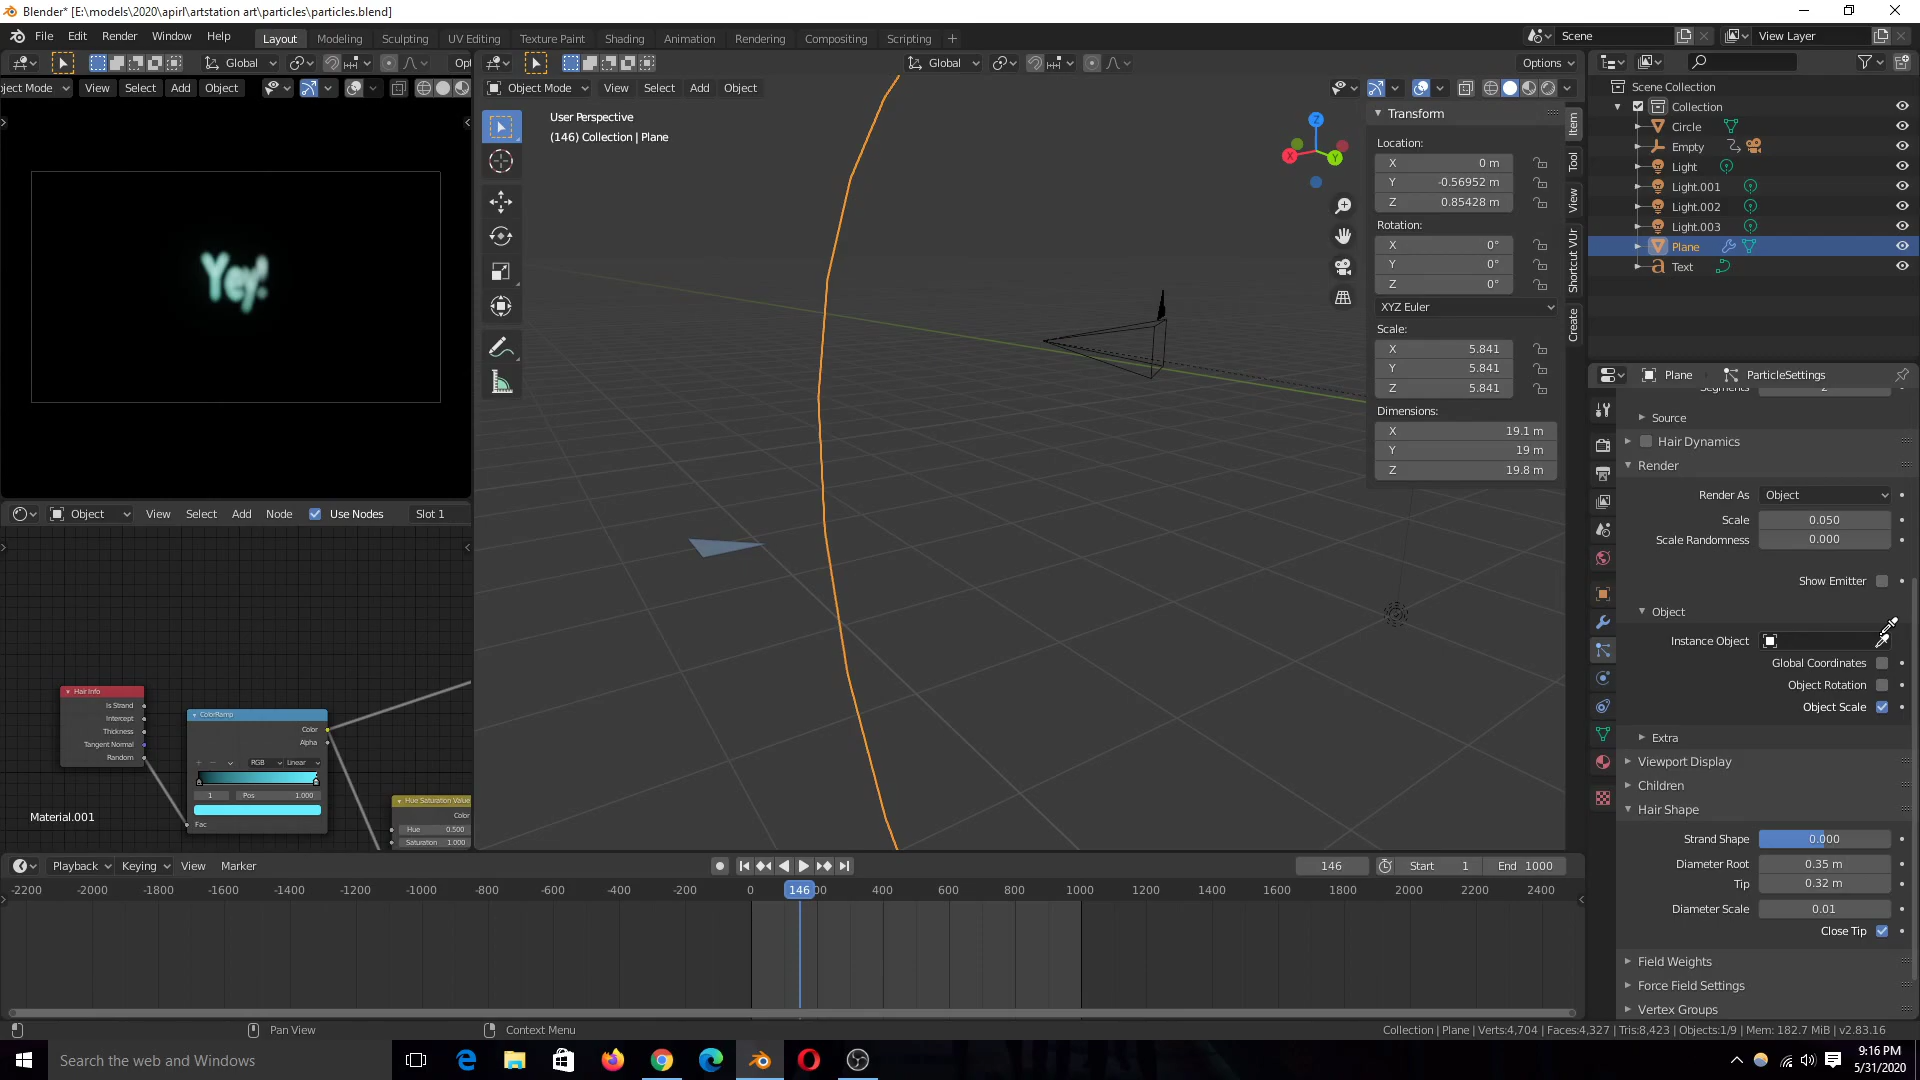 Blender* [E:\models\2020\apirl\artstation art\particles\particles.blend]
File Edit Render Window Help
Layout Modeling Sculpting UV Editing Texture Paint Shading Animation Rendering Compositing Scripting
Scene View Layer
Global
Global Options
Object Mode View Select Add Object
Object Mode View Select Add Object
User Perspective
(146) Collection | Plane
Yey!
X Y Z
Transform
Location:
X 0 m
Y -0.56952 m
Z 0.85428 m
Rotation:
X 0°
Y 0°
Z 0°
XYZ Euler
Scale:
X 5.841
Y 5.841
Z 5.841
Dimensions:
X 19.1 m
Y 19 m
Z 19.8 m
Item
Tool
View
Shortcut VUr
Create
Scene Collection
Collection
Circle
Empty
Light
Light.001
Light.002
Light.003
Plane
Text
Plane ParticleSettings
Segments 2
Source
Hair Dynamics
Render
Render As Object
Scale 0.050
Scale Randomness 0.000
Show Emitter
Object
Instance Object
Global Coordinates
Object Rotation
Object Scale
Extra
Viewport Display
Children
Hair Shape
Strand Shape 0.000
Diameter Root 0.35 m
Tip 0.32 m
Diameter Scale 0.01
Close Tip
Field Weights
Force Field Settings
Vertex Groups
Object View Select Add Node Use Nodes Slot 1
Hair Info
Is Strand
Intercept
Thickness
Tangent Normal
Random
ColorRamp
Color
Alpha
RGB Linear
1 Pos 1.000
Fac
Hue Saturation Value
Color
Hue 0.500
Saturation 1.000
Material.001
Playback Keying View Marker
146 Start 1 End 1000
-2200 -2000 -1800 -1600 -1400 -1200 -1000 -800 -600 -400 -200 0 146 400 600 800 1000 1200 1400 1600 1800 2000 2200 2400
Pan View Context Menu
Collection | Plane | Verts:4,704 | Faces:4,327 | Tris:8,423 | Objects:1/9 | Mem: 182.7 MiB | v2.83.16
Search the web and Windows
9:16 PM
5/31/2020